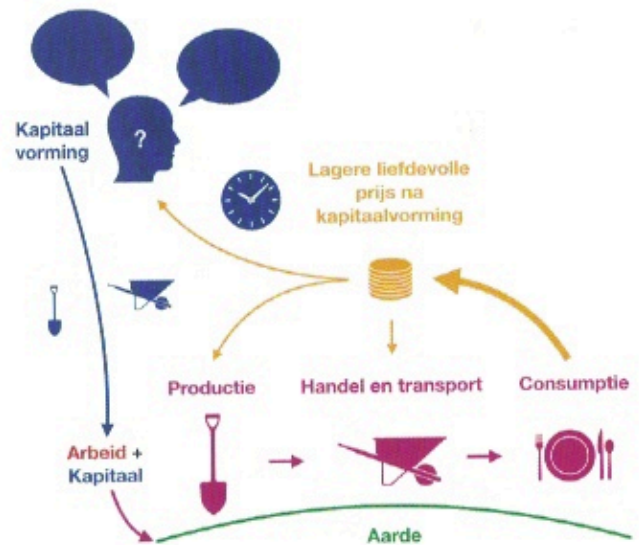 ?
Kapitaal
vorming
Lagere liefdevolle
prijs na
kapitaalvorming
Productie
Handel en transport
Consumptie
Arbeid +
Kapitaal
Aarde